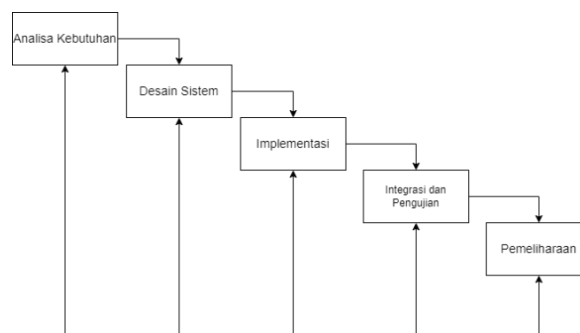 Analisa Kebutuhan
Desain Sistem
Implementasi
Integrasi dan
Pengujian
Pemeliharaan